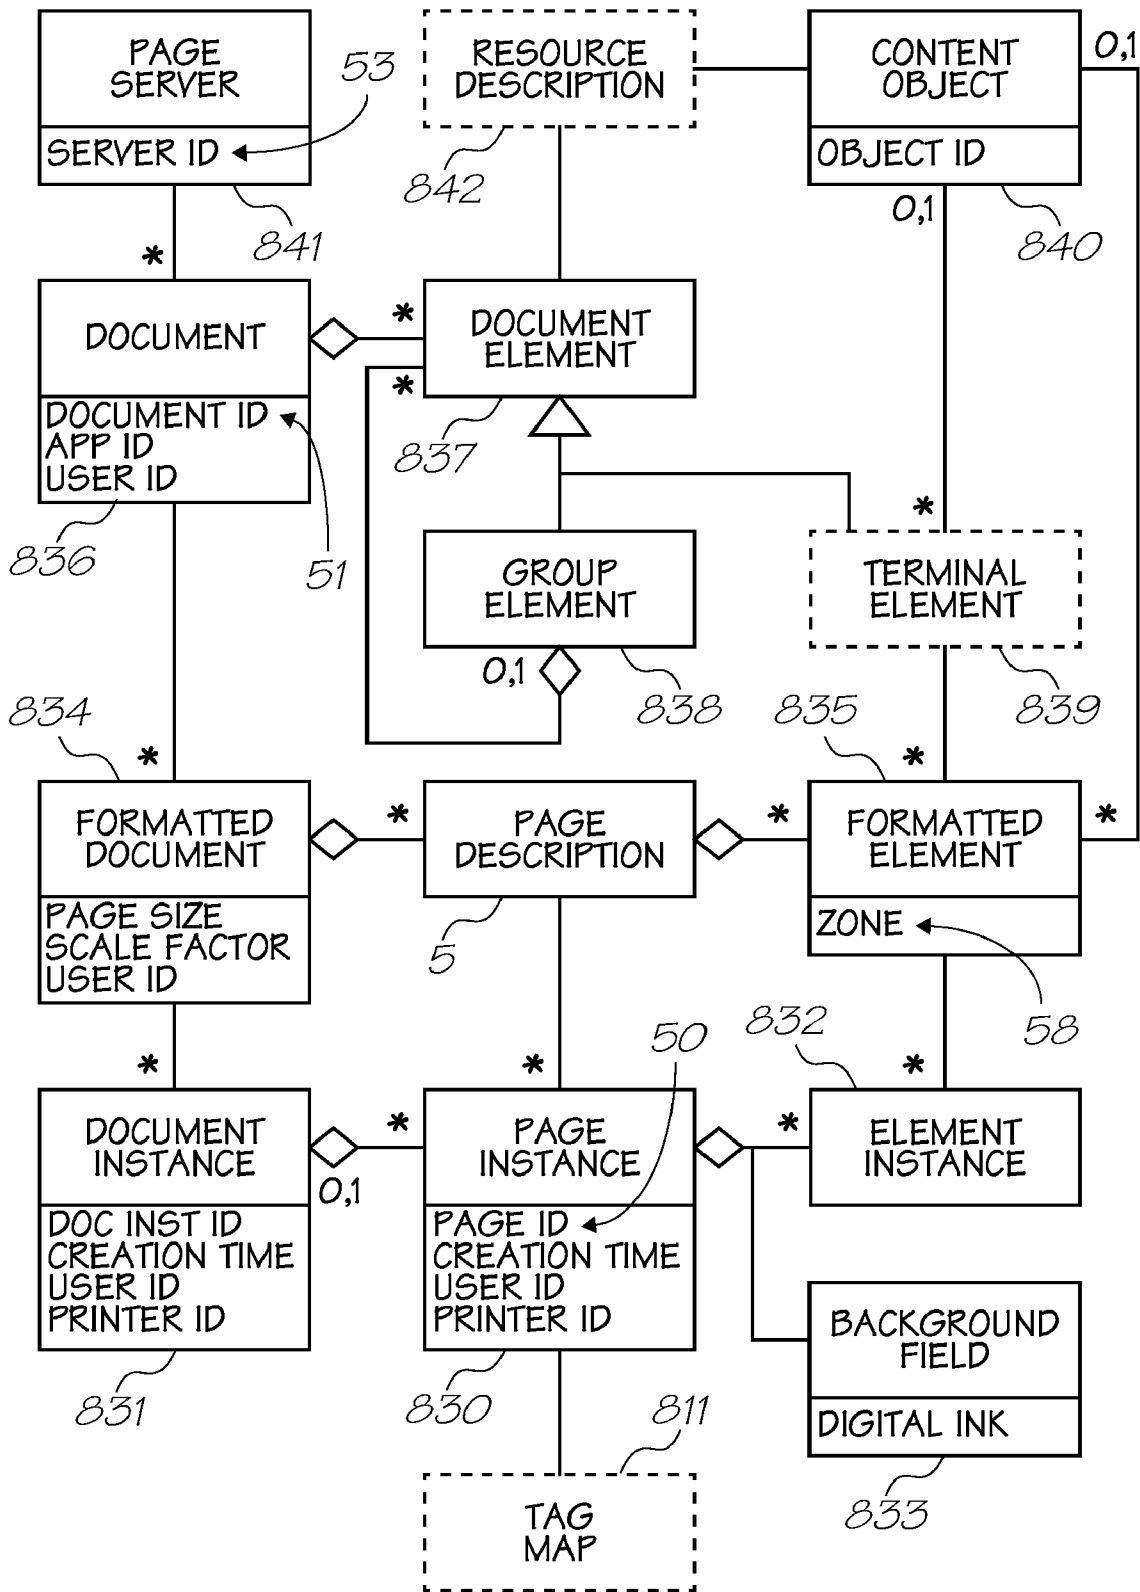 PAGE
SERVER
SERVER ID
53
841
*
RESOURCE
DESCRIPTION
842
CONTENT
OBJECT
OBJECT ID
0,1
0,1
840
DOCUMENT
DOCUMENT ID
APP ID
USER ID
836
51
*
*
DOCUMENT
ELEMENT
837
GROUP
ELEMENT
0,1
838
*
TERMINAL
ELEMENT
839
834
*
FORMATTED
DOCUMENT
PAGE SIZE
SCALE FACTOR
USER ID
*
PAGE
DESCRIPTION
5
*
835
*
FORMATTED
ELEMENT
ZONE
*
58
*
DOCUMENT
INSTANCE
DOC INST ID
CREATION TIME
USER ID
PRINTER ID
831
0,1
*
*
50
PAGE
INSTANCE
PAGE ID
CREATION TIME
USER ID
PRINTER ID
830
*
832
*
ELEMENT
INSTANCE
BACKGROUND
FIELD
DIGITAL INK
833
811
TAG
MAP